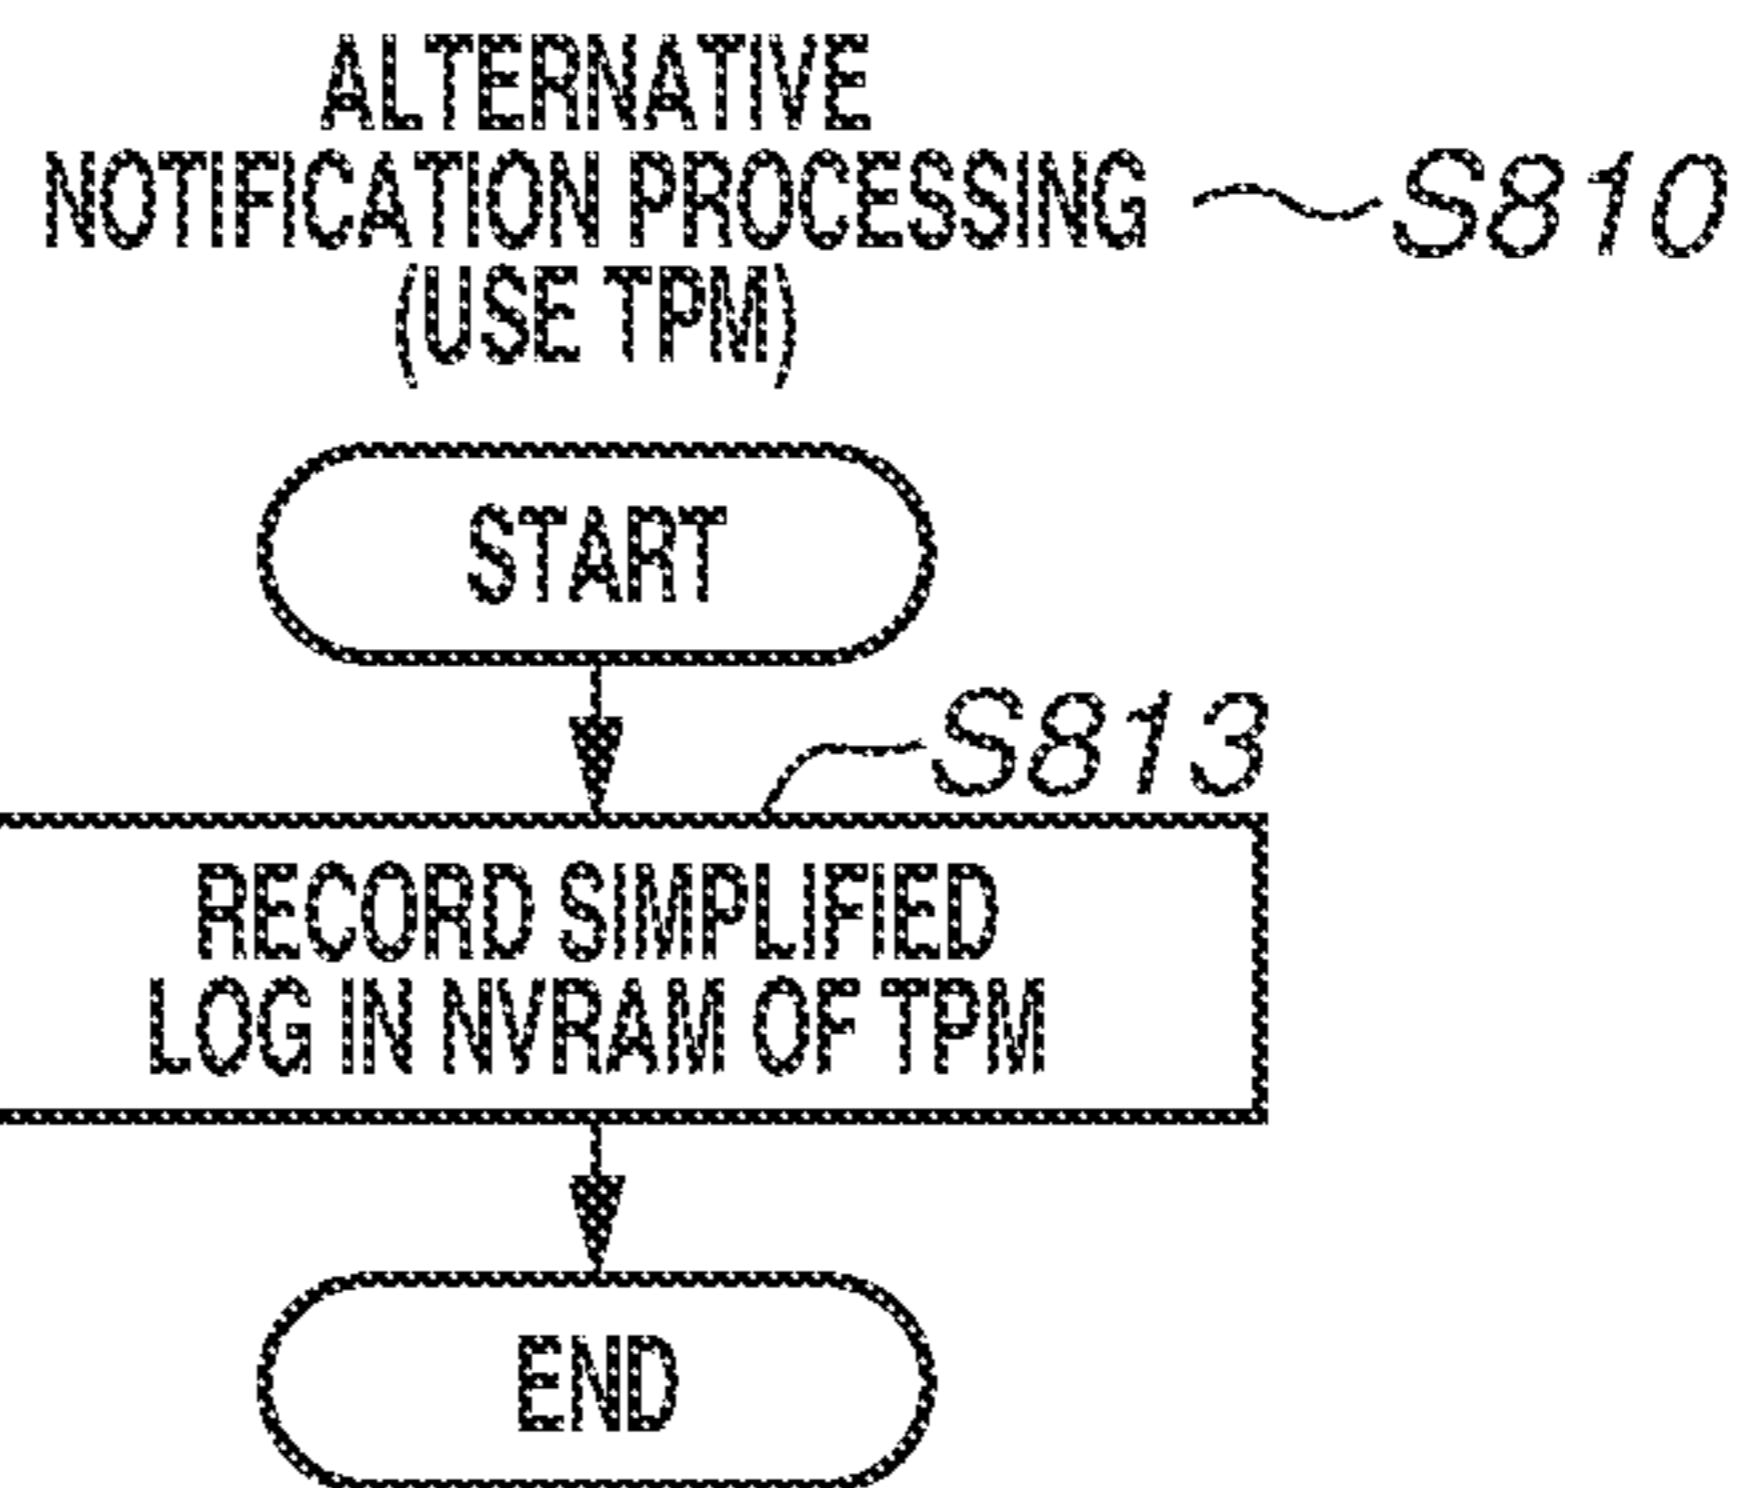 ALTERNATIVE
NOTIFICATION PROCESSING S810
(USE TPM)
START
S813
RECORD SIMPLIFIED
LOG IN NVRAM OF TPM
END